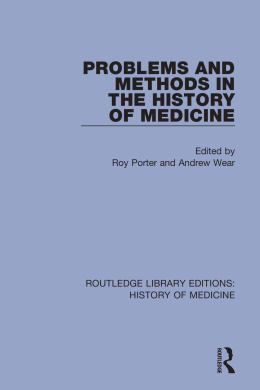 PROBLEMS AND
METHODS IN
THE HISTORY
OF MEDICINE
Edited by
Roy Porter and Andrew Wear
ROUTLEDGE LIBRARY EDITIONS:
HISTORY OF MEDICINE
ROUTLEDGE